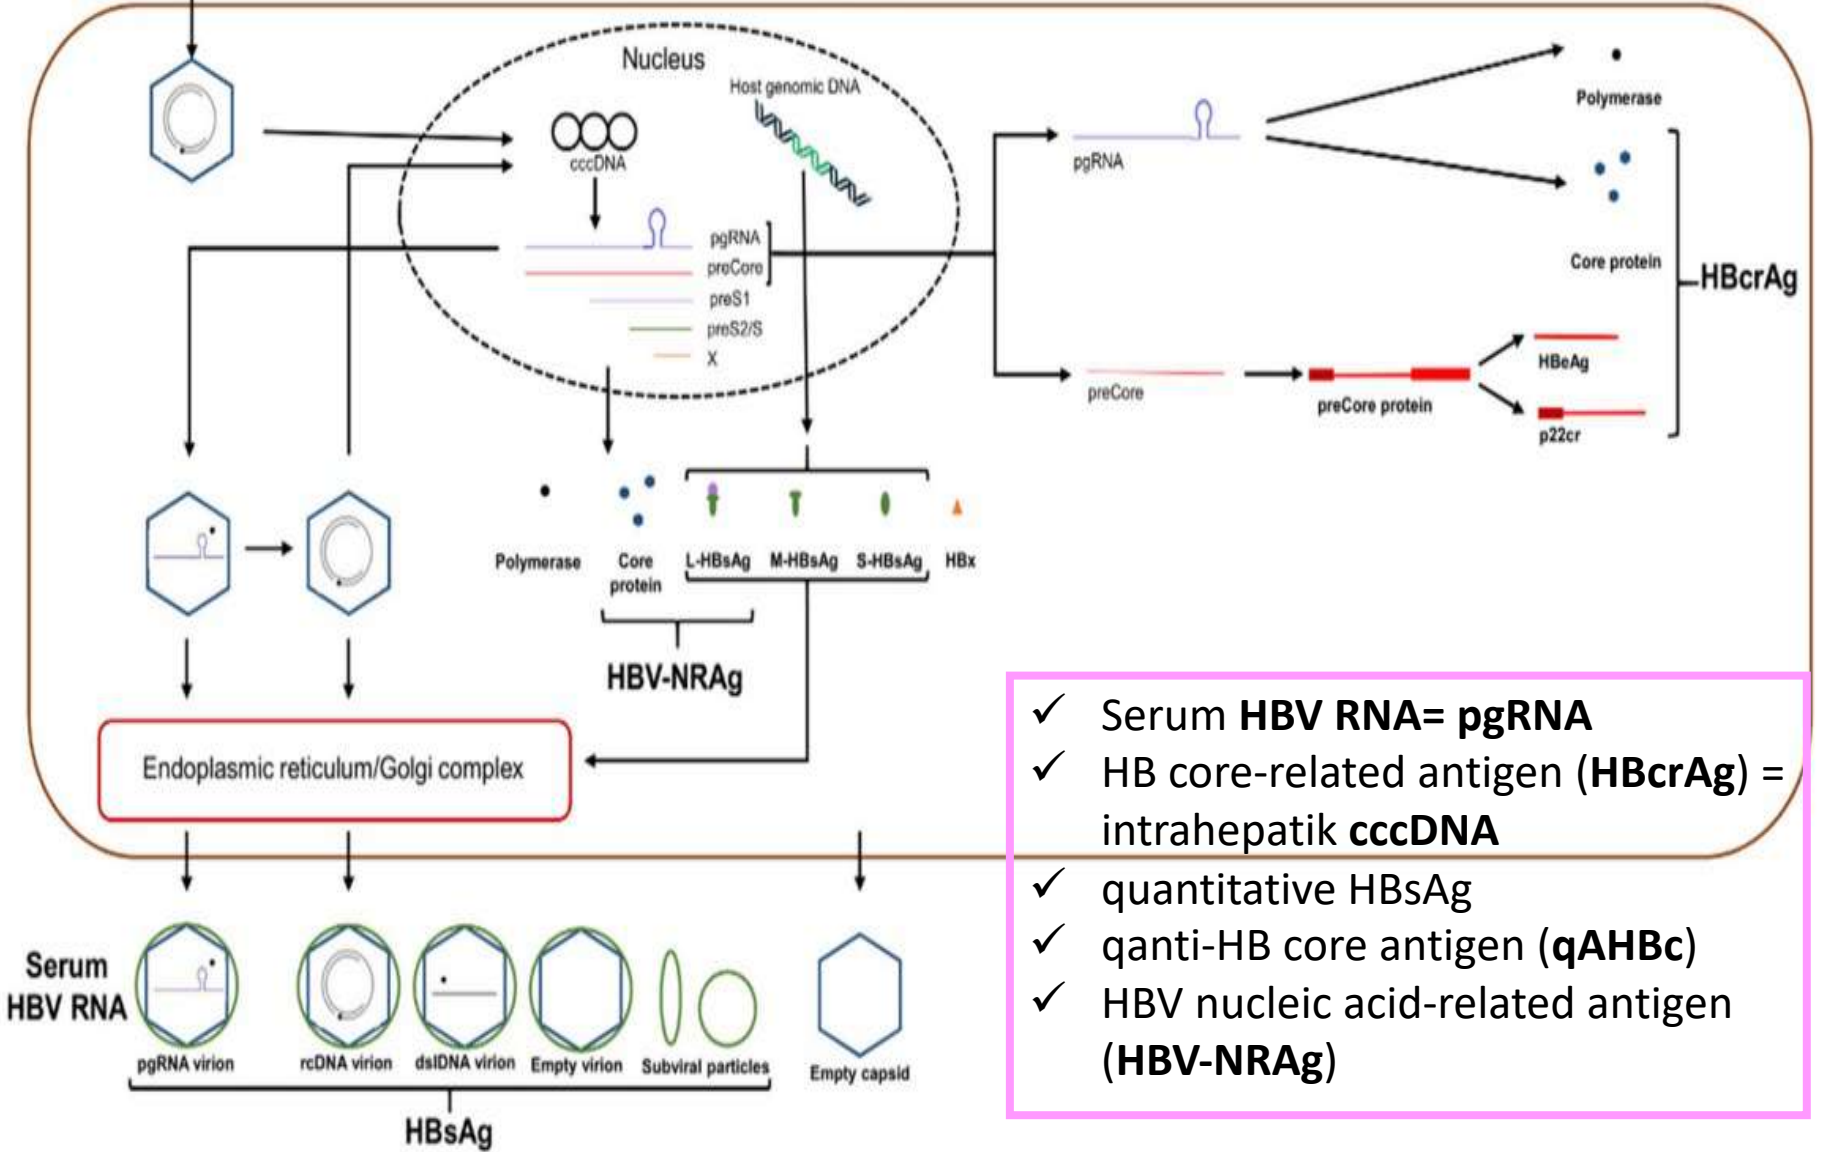 Nucleus
Host genomic DNA
cccDNA
pgRNA
preCore
preS1
preS2/S
X
pgRNA
Polymerase
Core protein
HBcrAg
preCore
preCore protein
HBeAg
p22cr
Polymerase
Core
protein
L-HBsAg
M-HBsAg
S-HBsAg
HBx
HBV-NRAg
Endoplasmic reticulum/Golgi complex
Serum
HBV RNA
pgRNA virion
rcDNA virion
dslDNA virion
Empty virion
Subviral particles
Empty capsid
HBsAg
✓ Serum HBV RNA= pgRNA
✓ HB core-related antigen (HBcrAg) =
intrahepatik cccDNA
✓ quantitative HBsAg
✓ qanti-HB core antigen (qAHBc)
✓ HBV nucleic acid-related antigen
(HBV-NRAg)